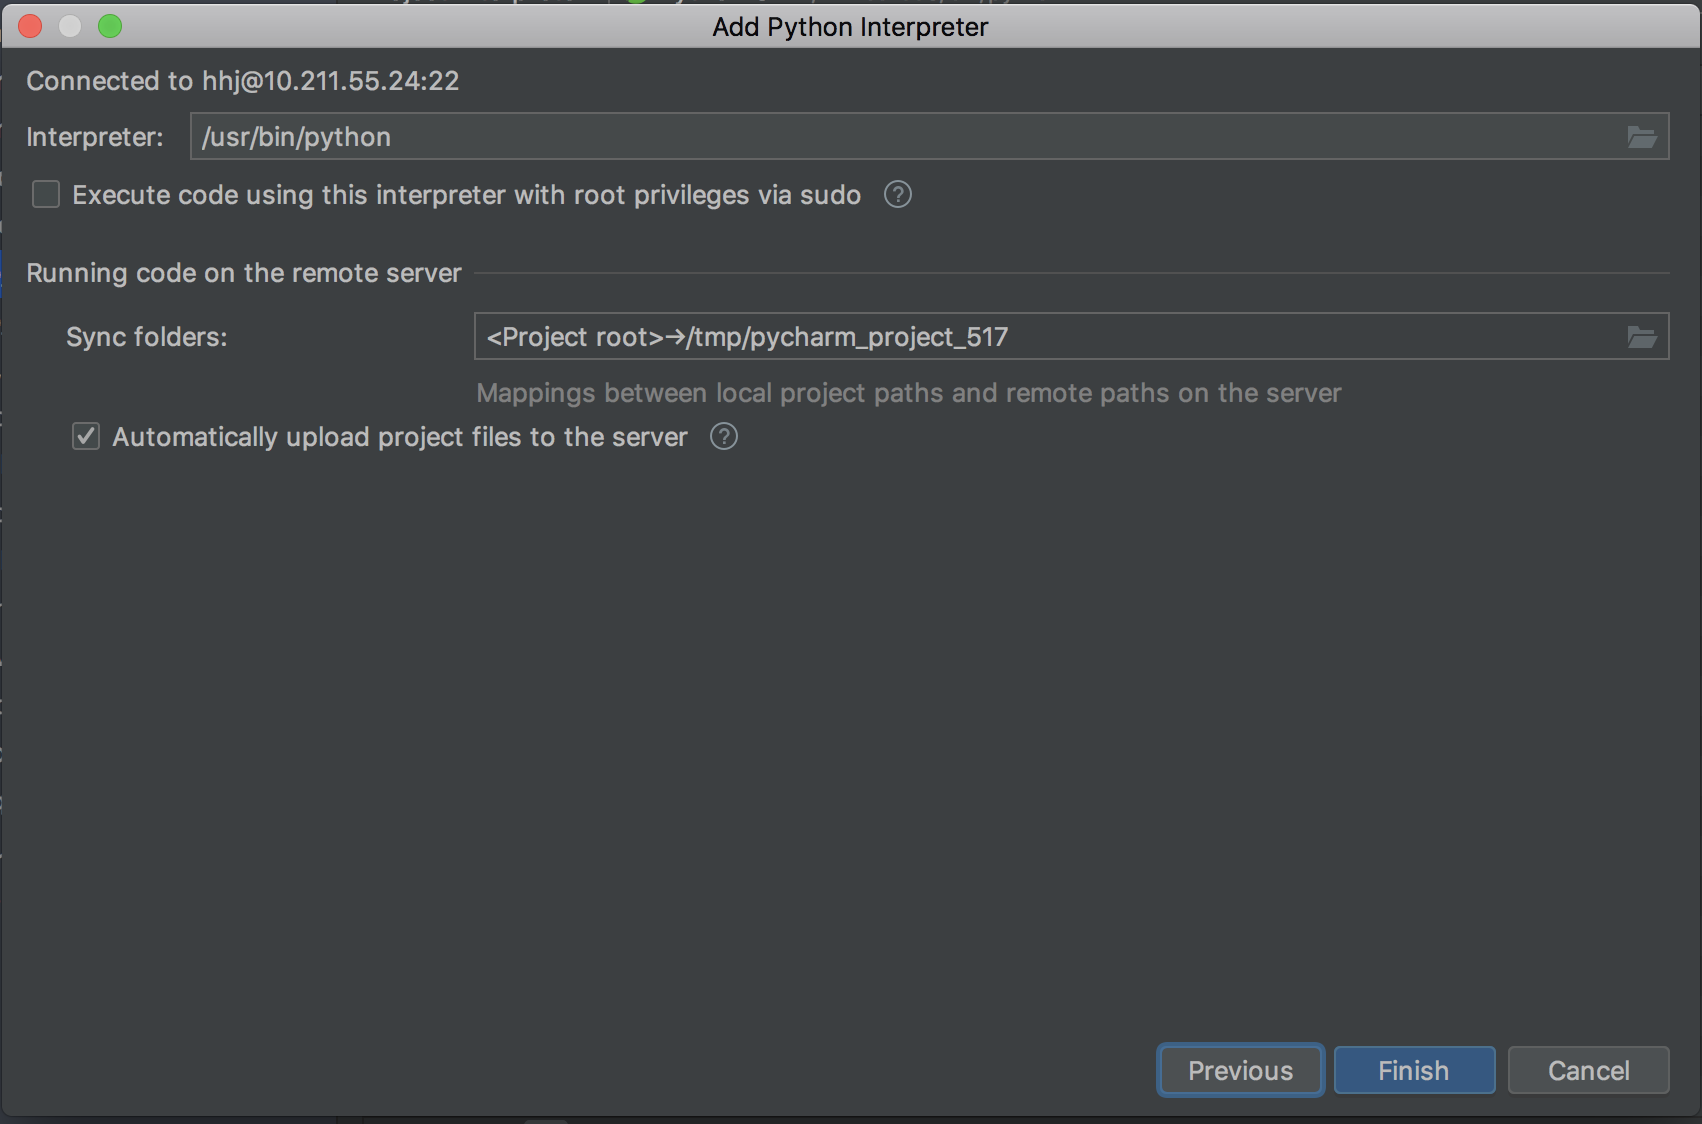 Add Python Interpreter
Connected to hhj@10.211.55.24:22
Interpreter: /usr/bin/python
Execute code using this interpreter with root privileges via sudo ?
Running code on the remote server
Sync folders: <Project root>→/tmp/pycharm_project_517
Mappings between local project paths and remote paths on the server
Automatically upload project files to the server ?
Previous Finish Cancel